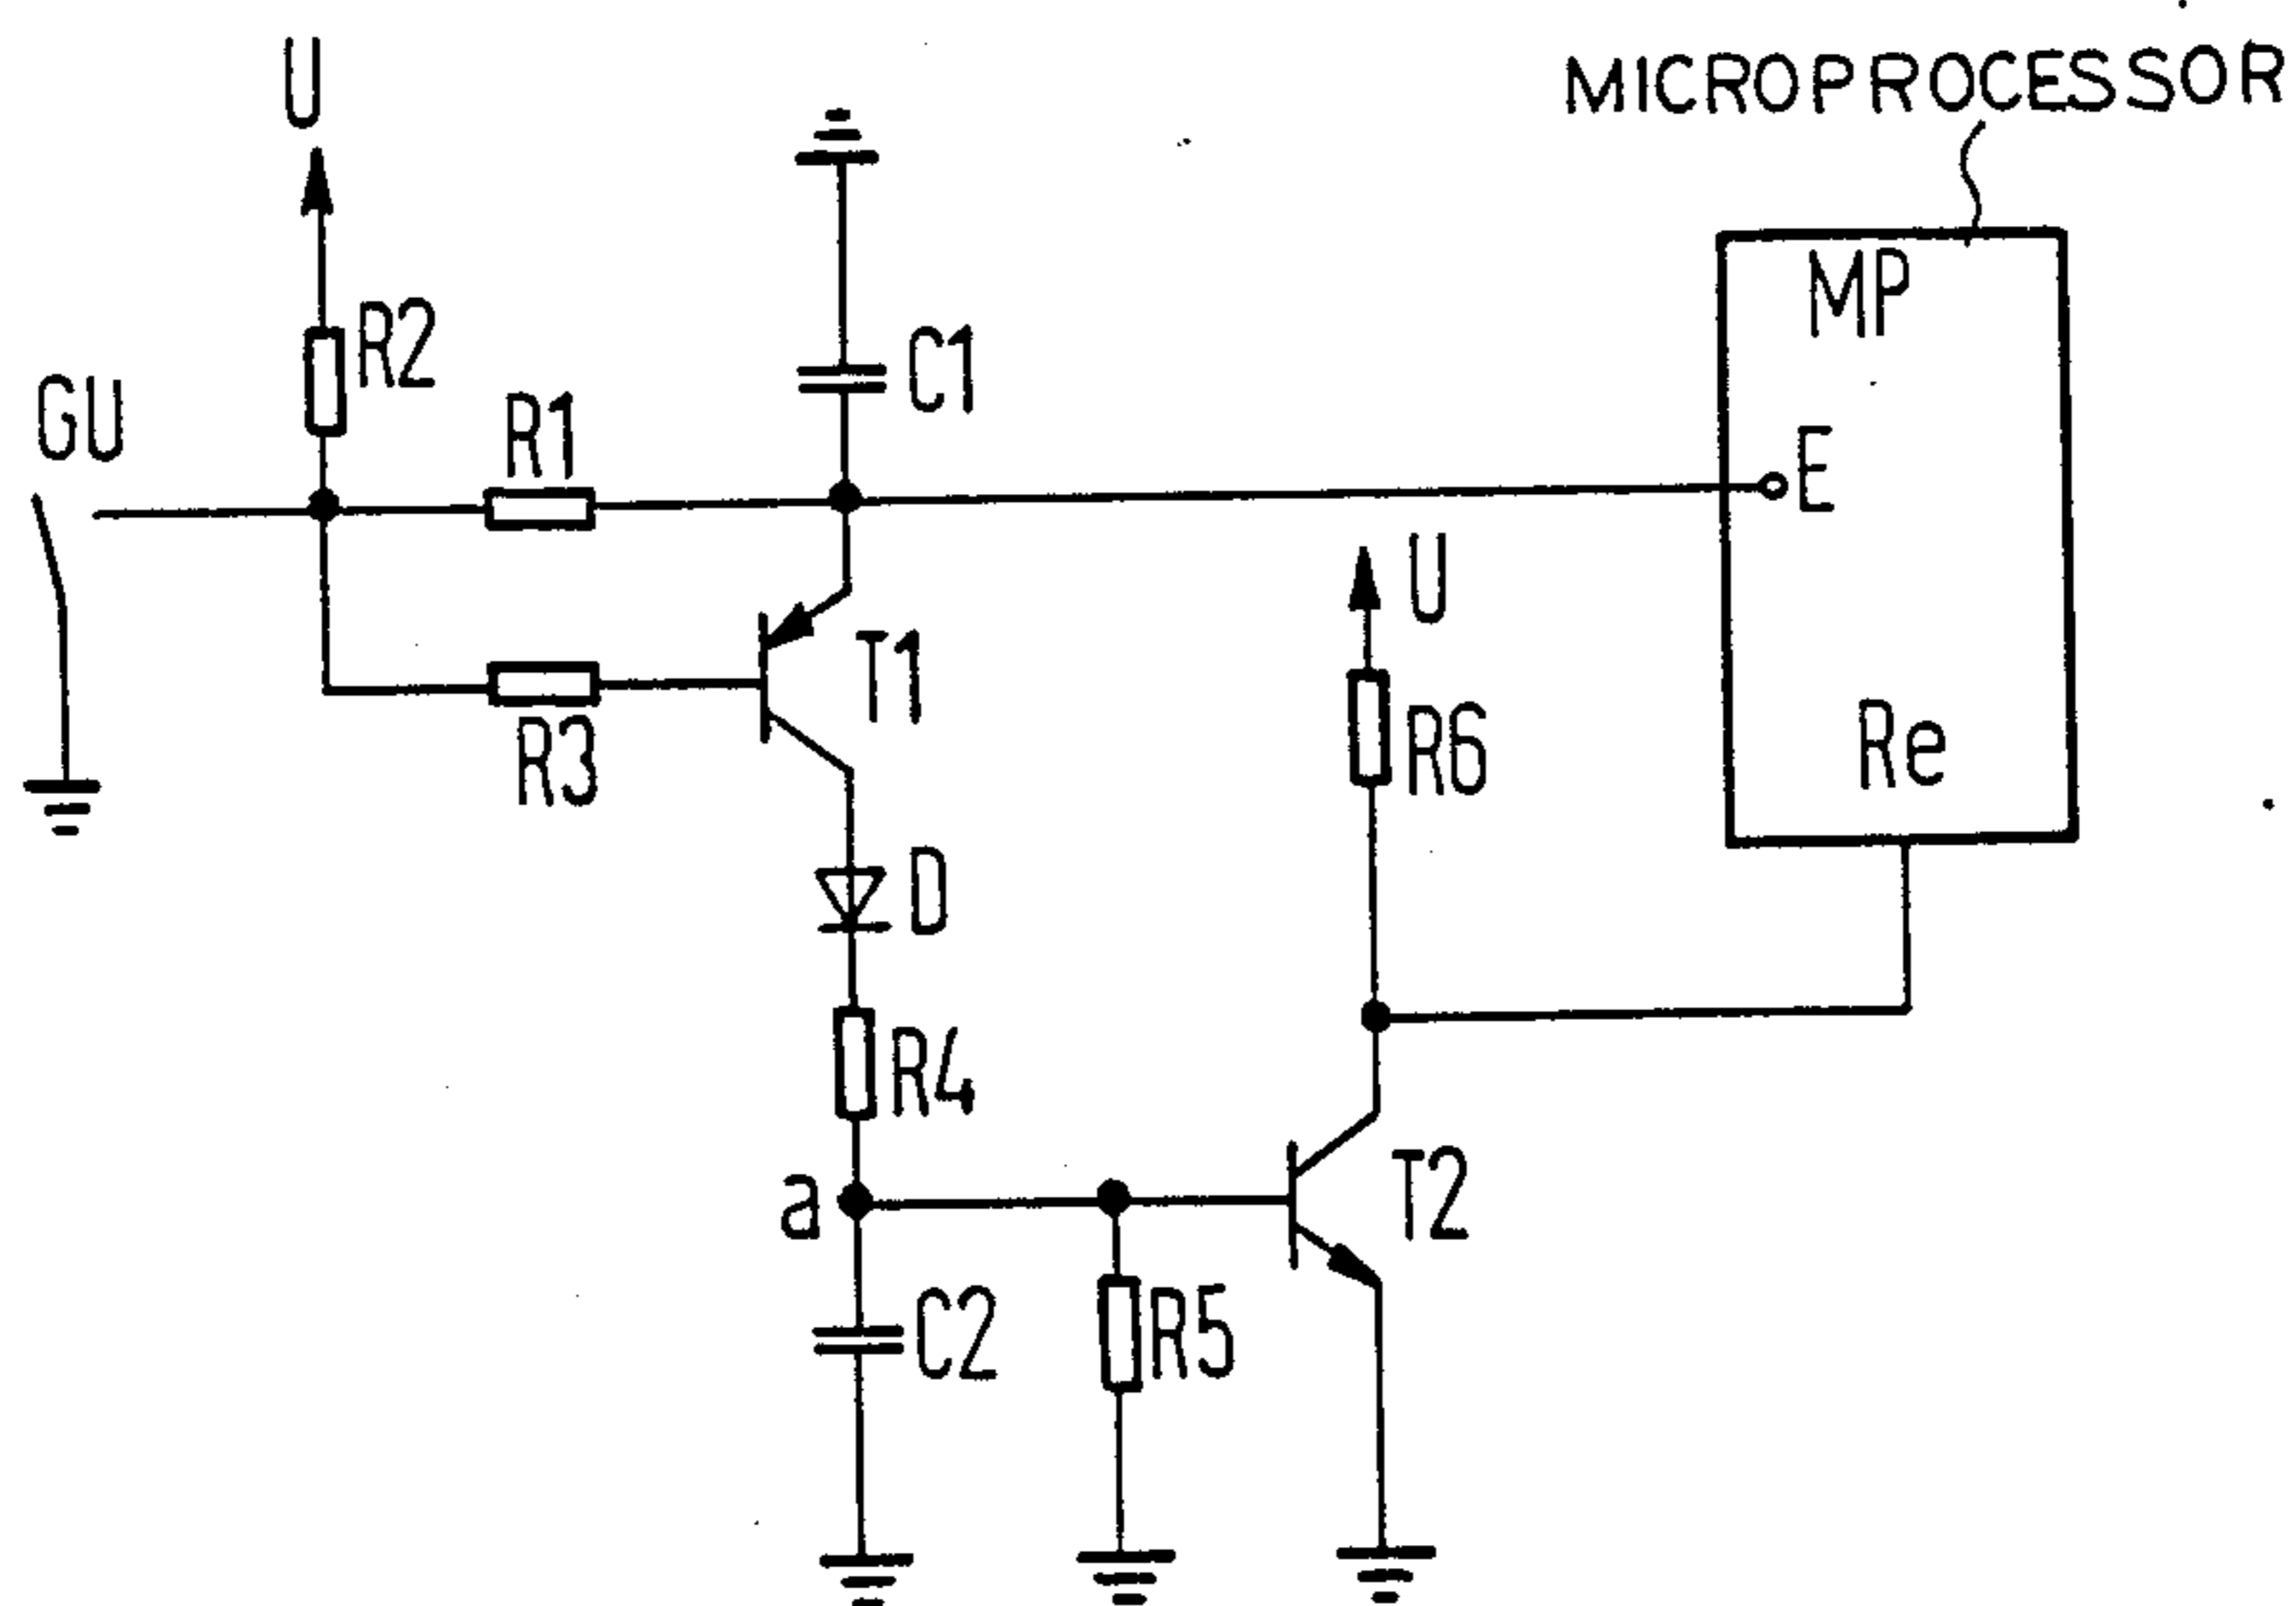 MICROPROCESSOR
U
MP
R2
C1
GU
R1
E
U
T1
R6
Re
R3
D
R4
a
T2
C2
R5